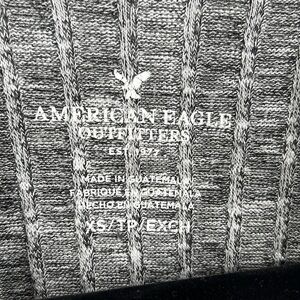 AMERICAN EAGLE
OUTFITTERS
EST 1977
MADE IN GUATEMALA
FABRIQUÉ EN GUATEMALA
HECHO EN GUATEMALA
XS/TP/EXCH